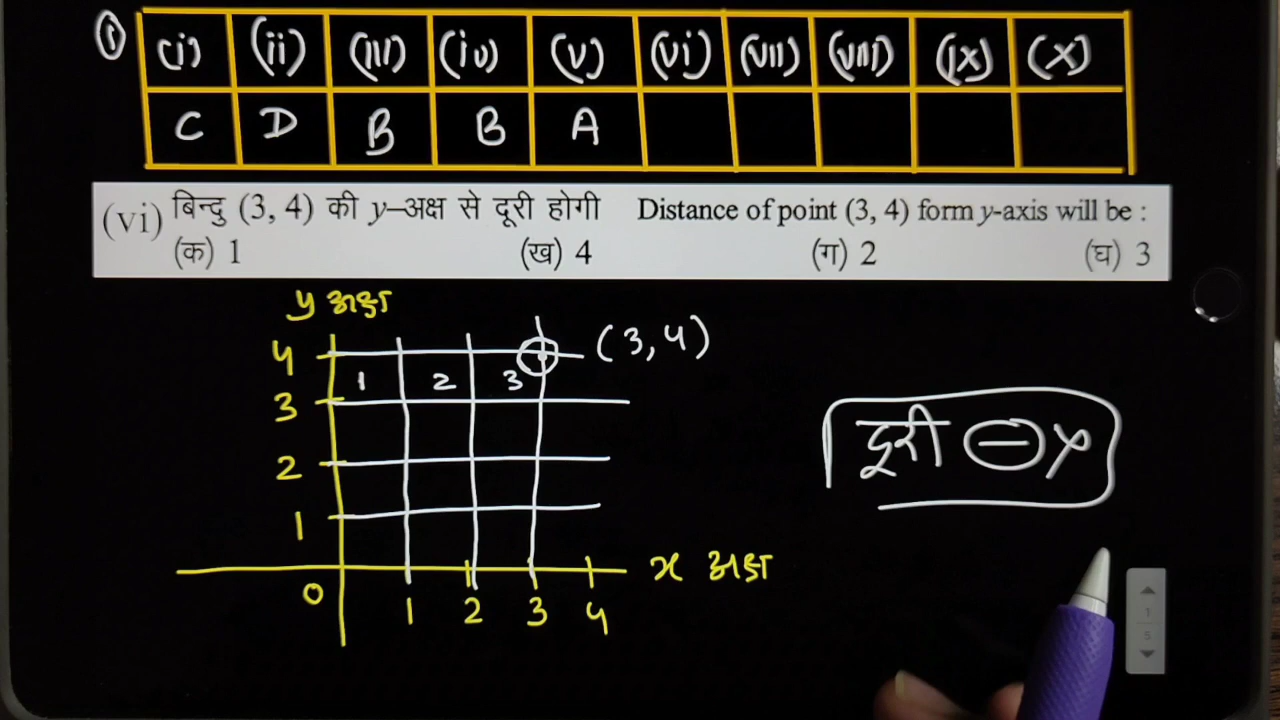 (i) (i) (ii) (iii) (iv) (v) (vi) (vii) (viii) (ix) (x)
C D B B A
(vi) बिन्दु (3, 4) की y–अक्ष से दूरी होगी Distance of point (3, 4) form y-axis will be :
(क) 1 (ख) 4 (ग) 2 (घ) 3
y अक्ष
4 (3,4)
1 2 3
3
दूरी
2
1
x अक्ष
0 1 2 3 4
1
5